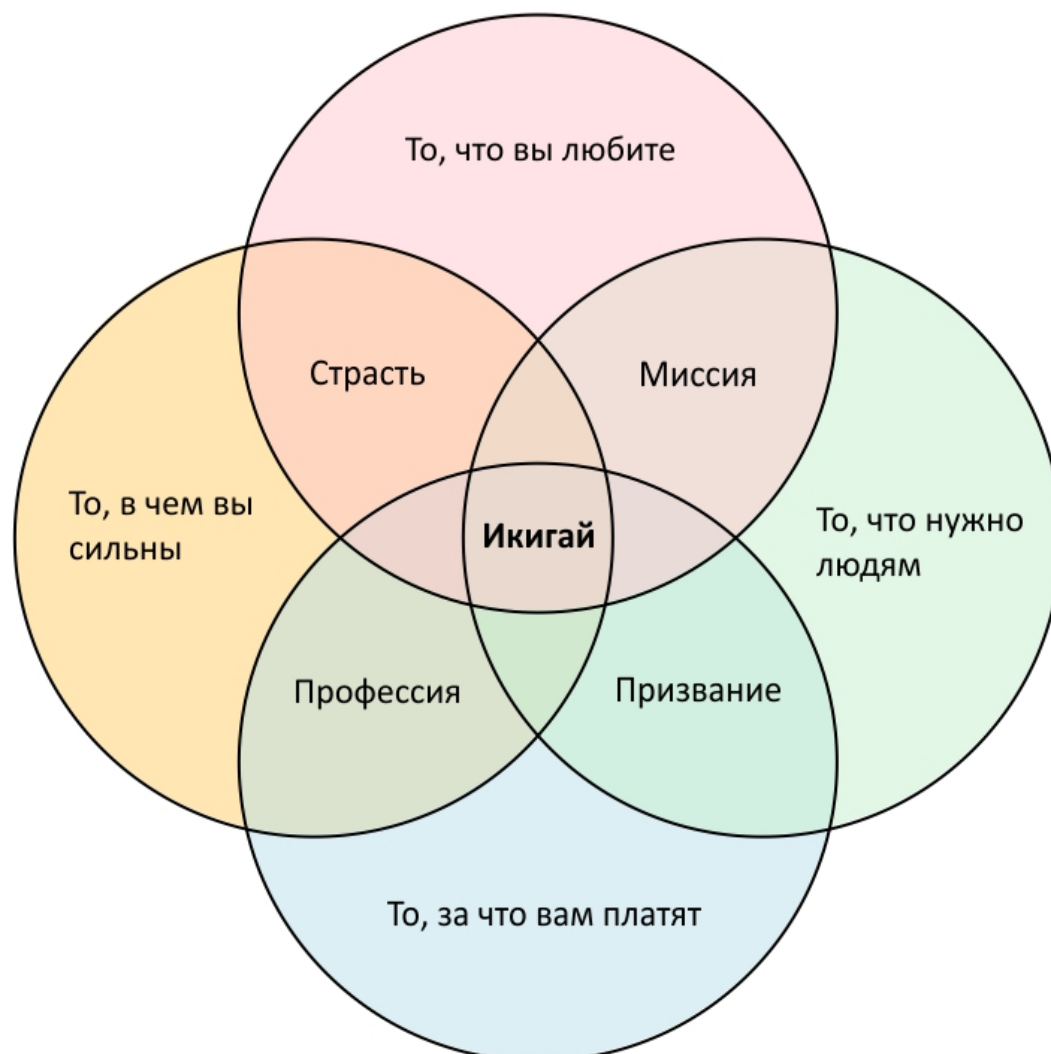 То, что вы любите
Страсть
Миссия
То, в чем вы
сильны
Икигай
То, что нужно
людям
Профессия
Призвание
То, за что вам платят